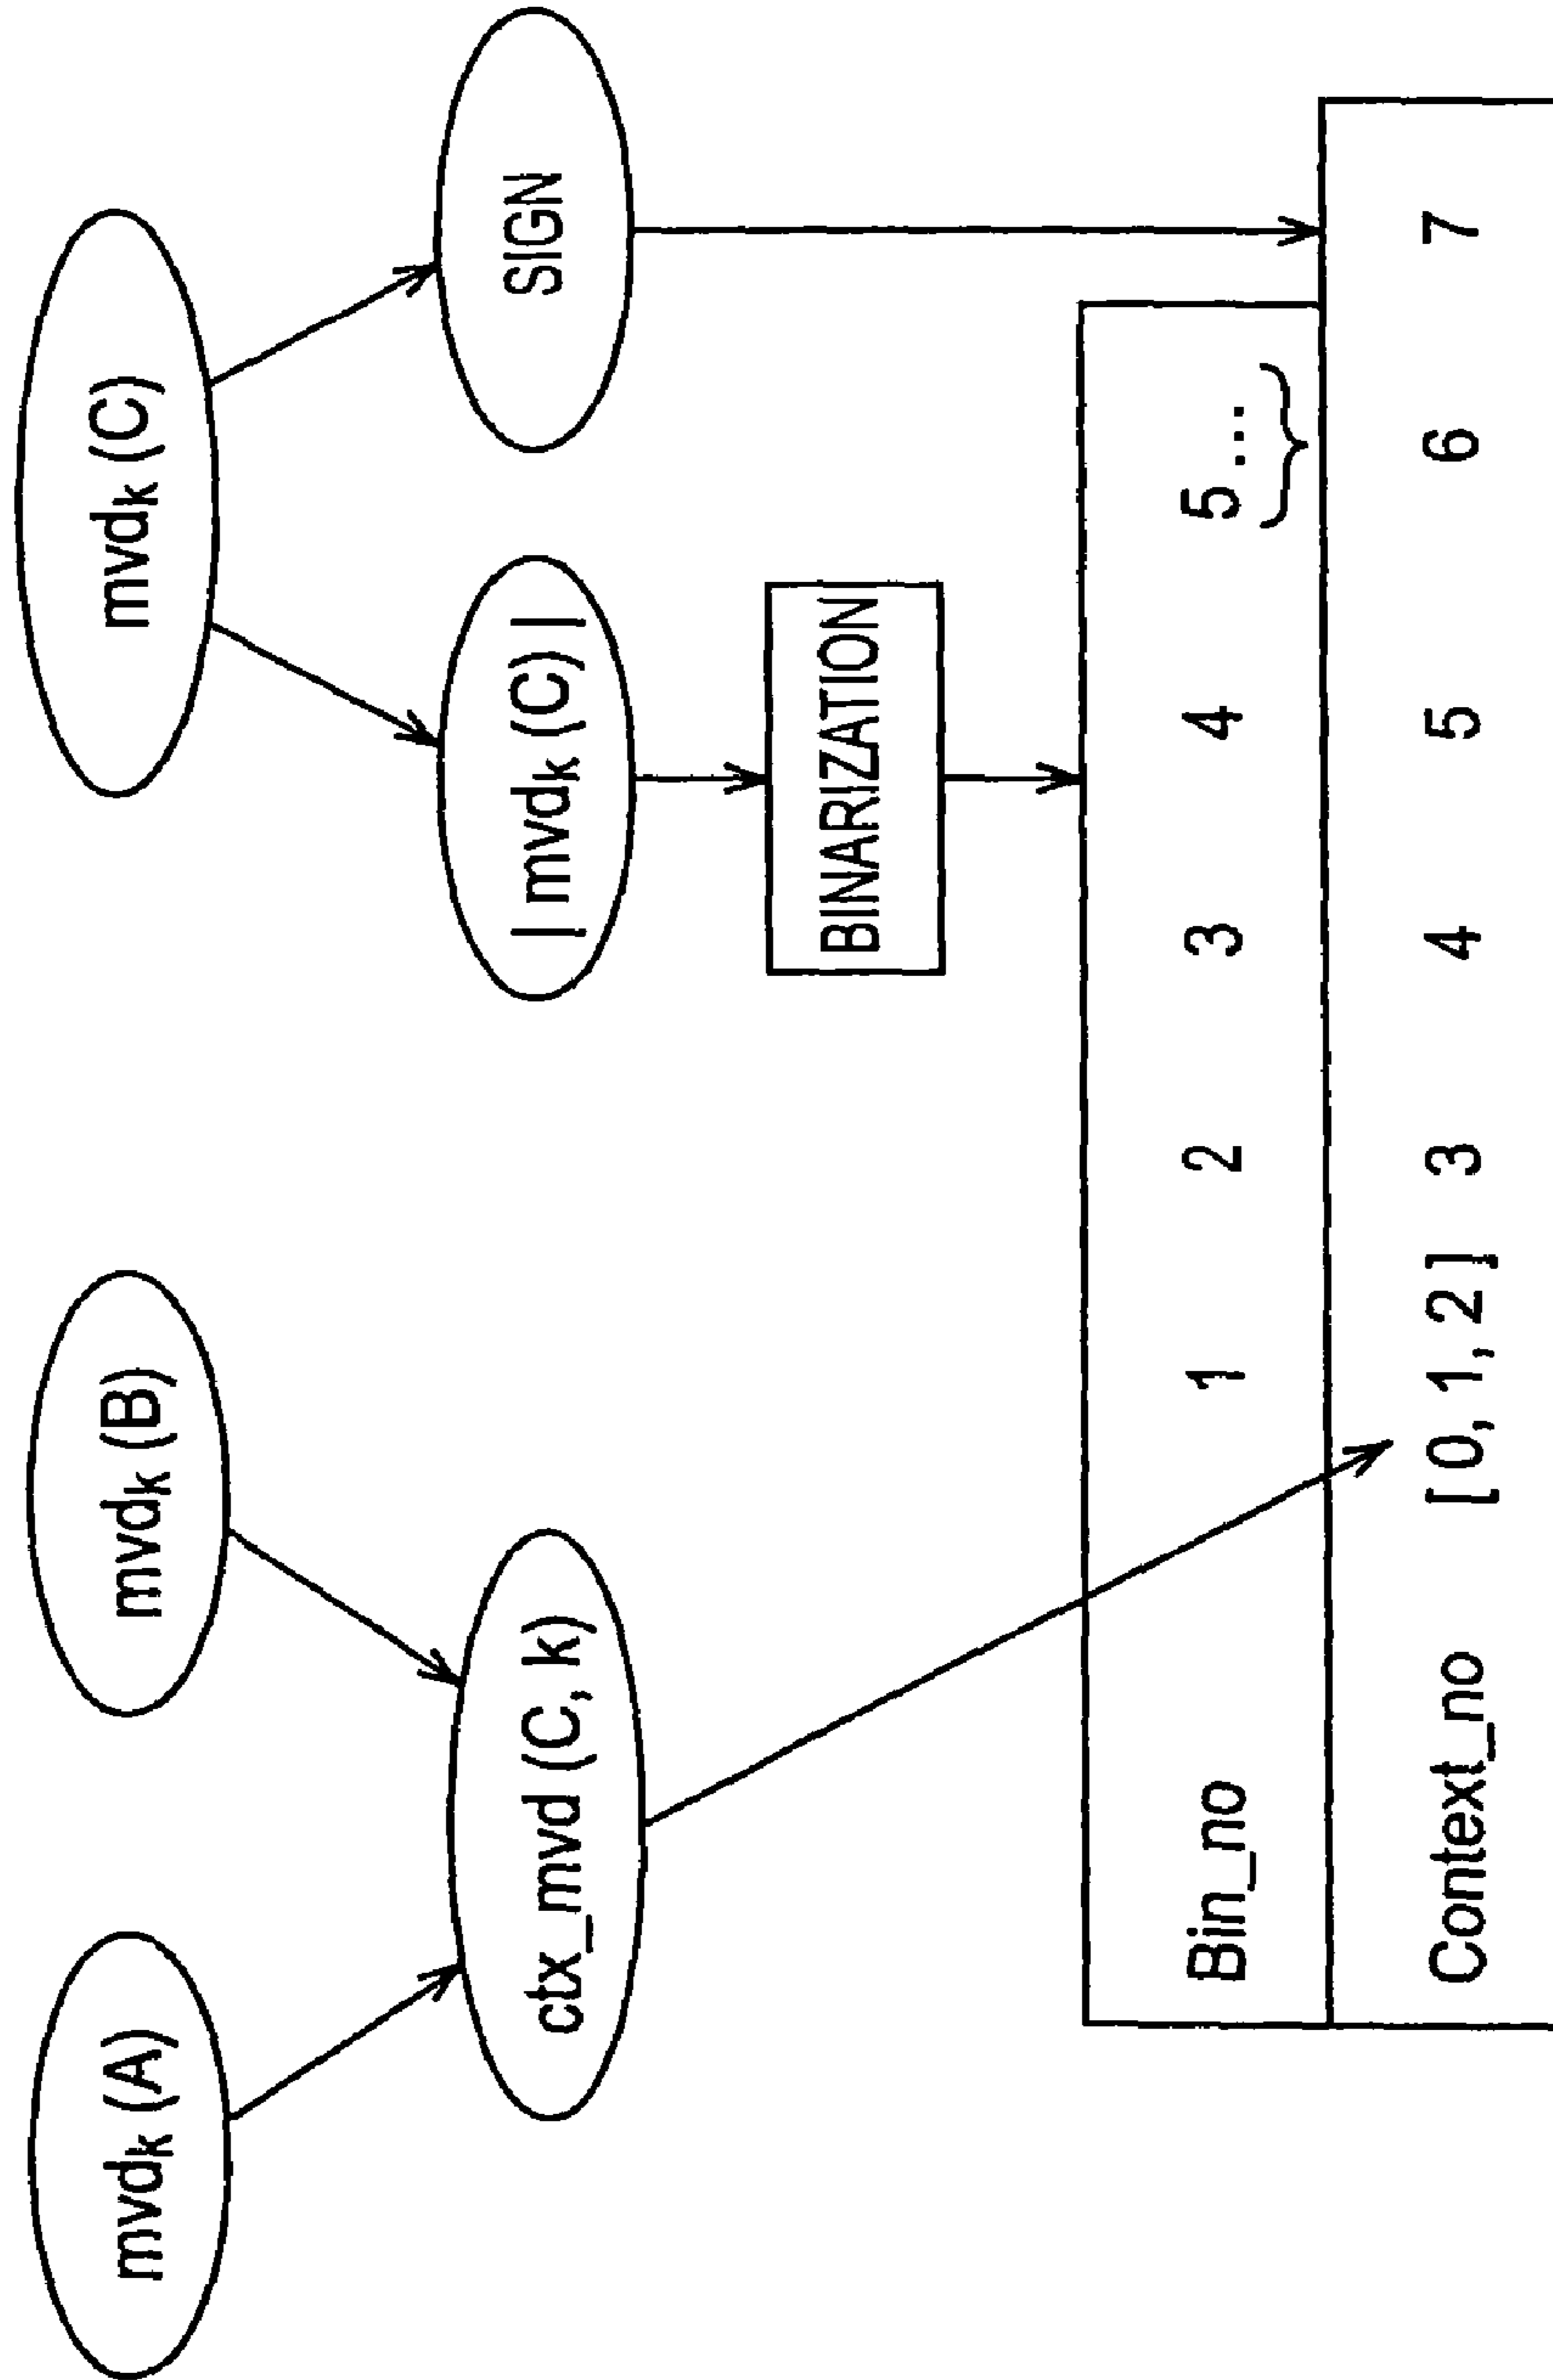 mvdk (A)
mvdk (B)
mvdk (C)
ctx_mvd (C, k)
| mvdk (C) |
SIGN
BINARIZATION
Bin_no 1 2 3 4 5 ...
Context_no [0, 1, 2] 3 4 5 6 7